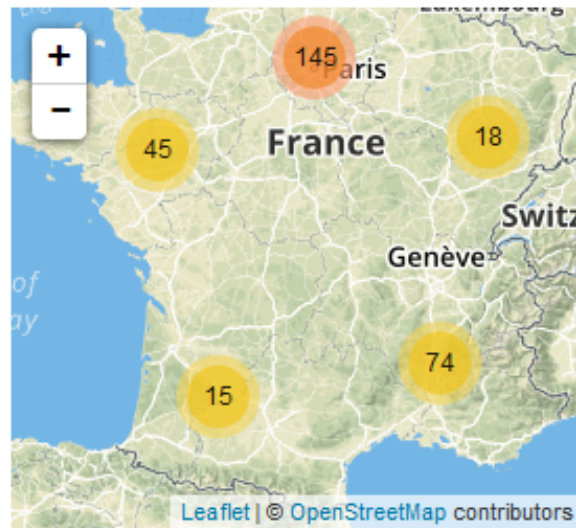 Luxembourg
+
145
Paris
−
18
45
France
Switz
Genève
of
ay
74
15
Leaflet | © OpenStreetMap contributors